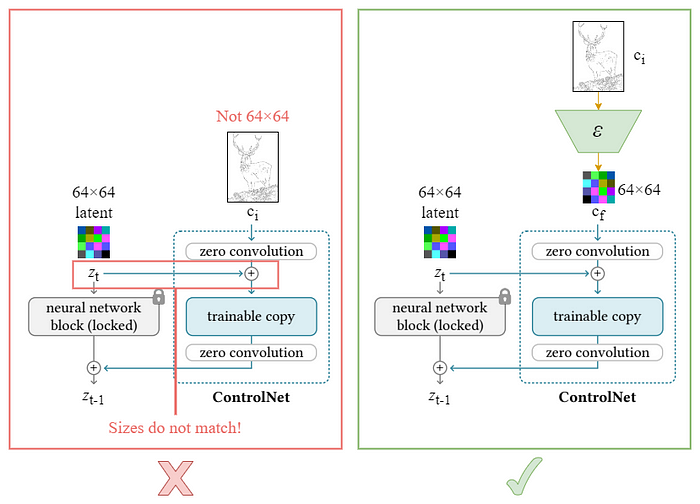 Not 64×64
64×64
latent
c_i
zero convolution
z_t
+
neural network
block (locked)
trainable copy
zero convolution
+
z_t-1
ControlNet
Sizes do not match!
X
c_i
ε
64×64
64×64
latent
c_f
zero convolution
z_t
+
neural network
block (locked)
trainable copy
zero convolution
+
z_t-1
ControlNet
✓